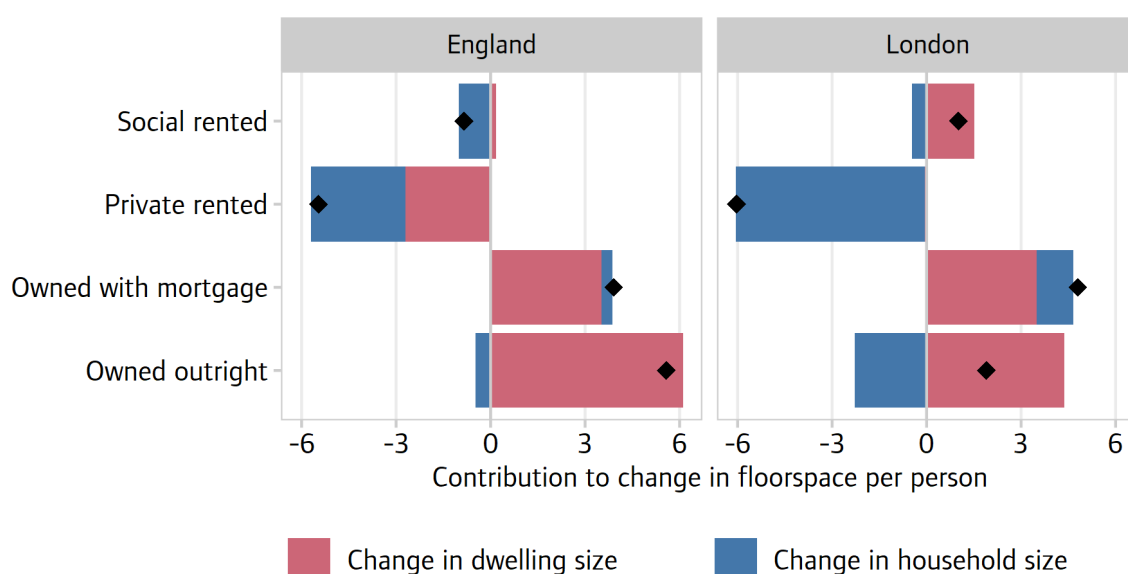 England
London
Social rented
Private rented
Owned with mortgage
Owned outright
-6 -3 0 3 6
-6 -3 0 3 6
Contribution to change in floorspace per person
Change in dwelling size
Change in household size